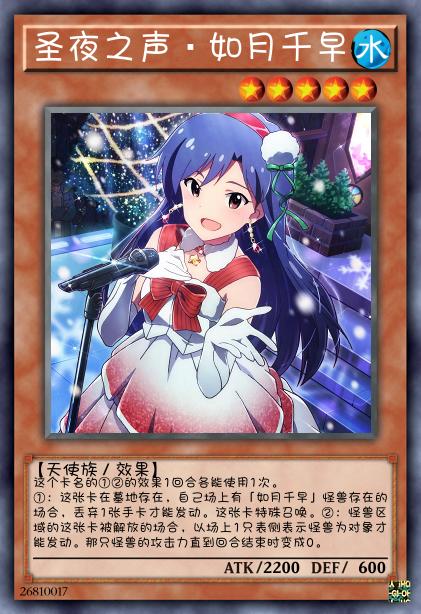 圣夜之声·如月千早
水
【天使族/效果】
这个卡名的①②的效果1回合各能使用1次。
①：这张卡在墓地存在，自己场上有「如月千早」怪兽存在的
场合，丢弃1张手卡才能发动。这张卡特殊召唤。②：怪兽区
域的这张卡被解放的场合，以场上1只表侧表示怪兽为对象才
能发动。那只怪兽的攻击力直到回合结束时变成0。
ATK/2200 DEF/ 600
26810017